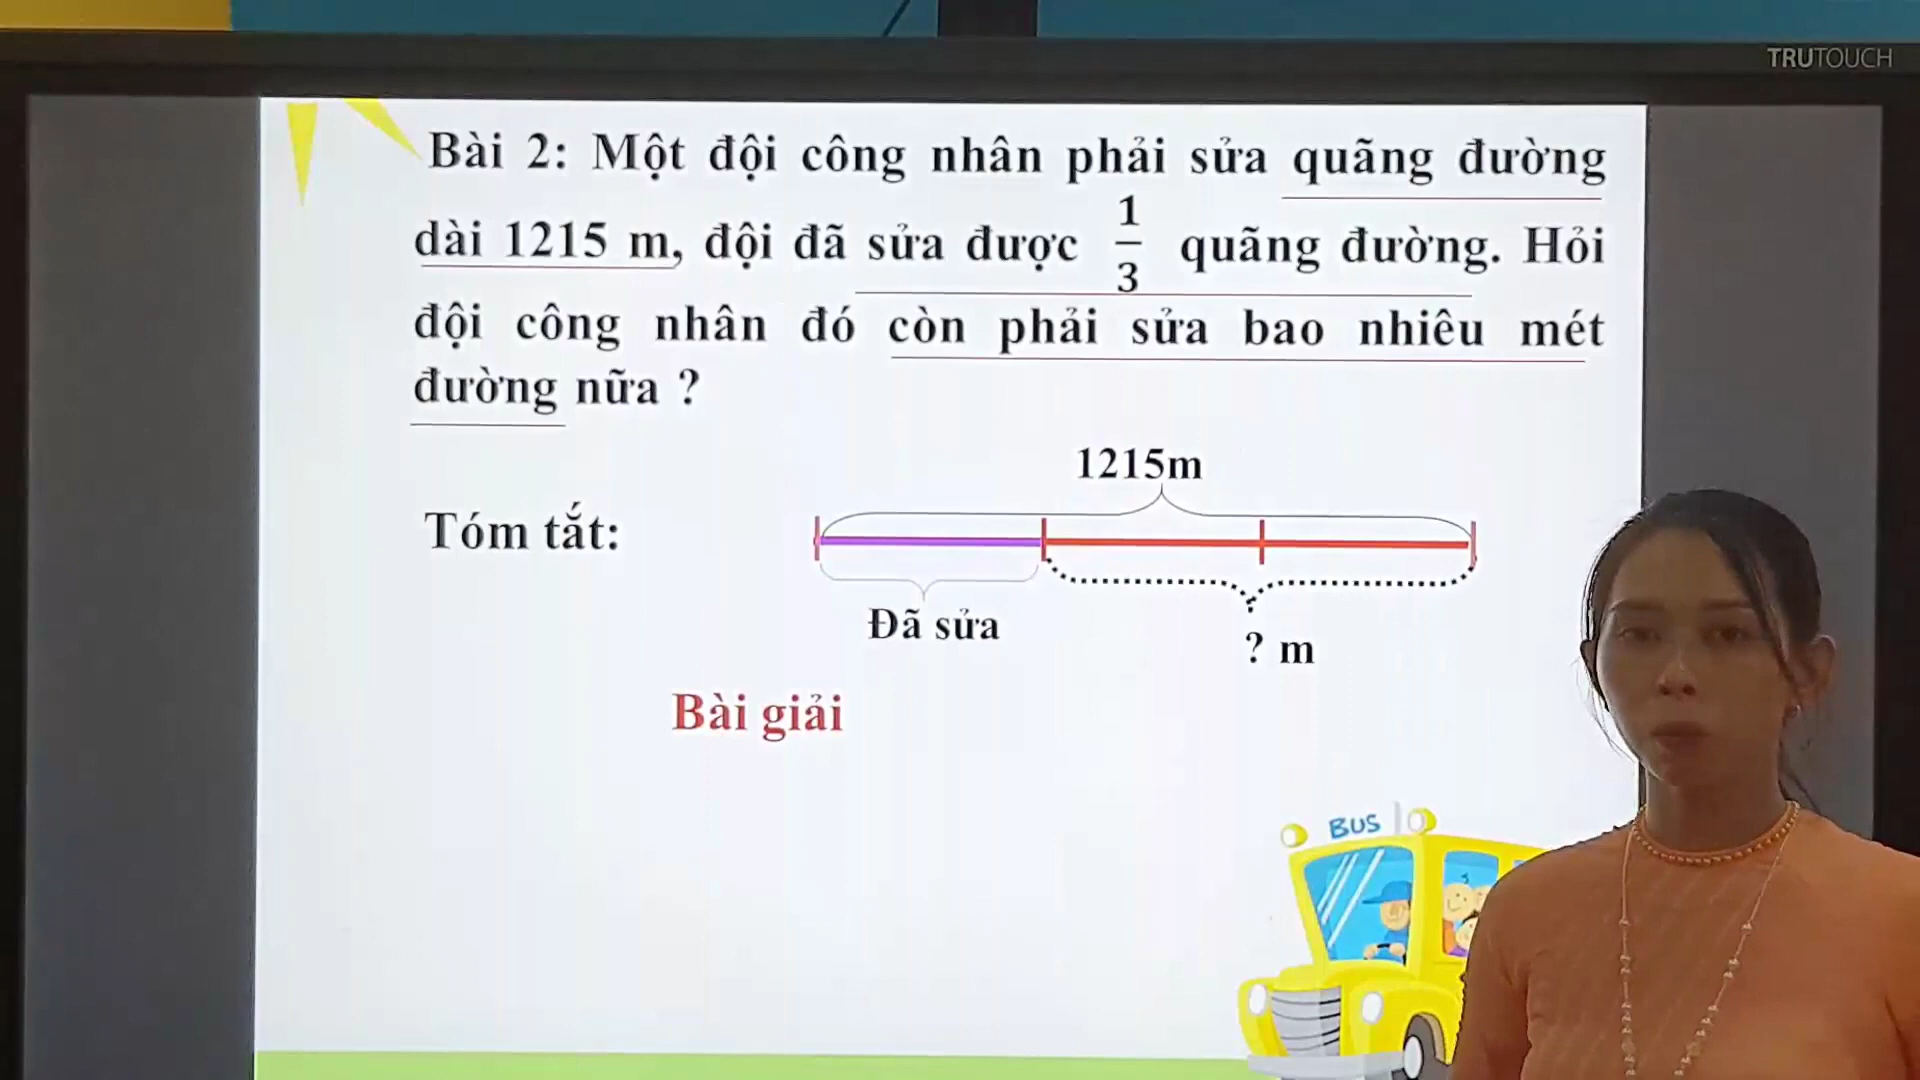 TRUTOUCH
Bài 2: Một đội công nhân phải sửa quãng đường
dài 1215 m, đội đã sửa được 1/3 quãng đường. Hỏi
đội công nhân đó còn phải sửa bao nhiêu mét
đường nữa ?
1215m
Tóm tắt:
Đã sửa
? m
Bài giải
BUS